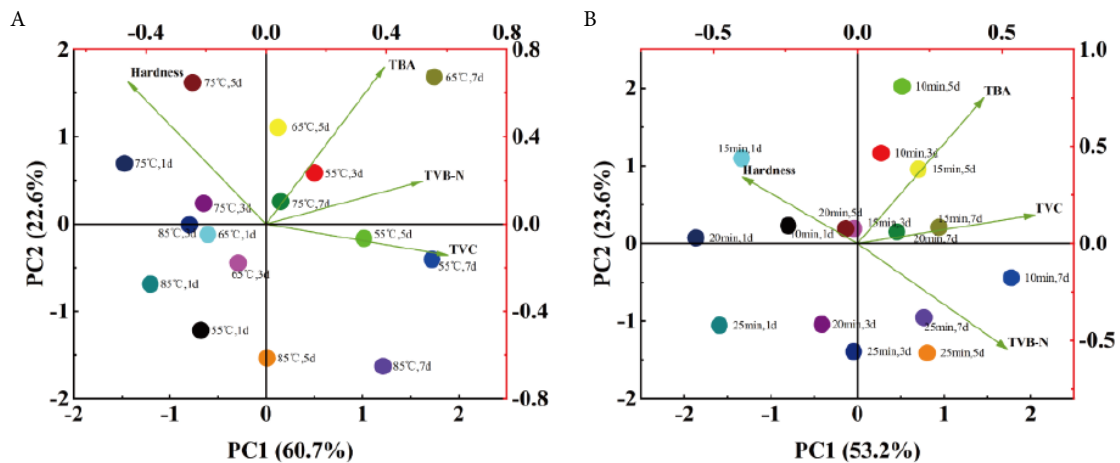 A
B
-0.4
0.0
0.4
0.8
-0.5
0.0
0.5
2
0.8
1.0
Hardness
75℃,5d
TBA
65℃,7d
2
10min,5d
TBA
1
65℃,5d
0.4
15min,1d
10min,3d
0.5
75℃,1d
55℃,3d
1
15min,5d
TVB-N
Hardness
75℃,3d
75℃,7d
20min,5d
15min,3d
15min,7d
TVC
0
85℃,3d
65℃,1d
55℃,5d
0.0
0
20min,1d
10min,1d
20min,7d
0.0
TVC
65℃,3d
55℃,7d
10min,7d
85℃,1d
-0.4
-1
55℃,1d
-1
25min,1d
20min,3d
25min,7d
-0.5
85℃,5d
85℃,7d
25min,3d
25min,5d
TVB-N
-2
-0.8
-2
-2
-1
0
1
2
-2
-1
0
1
2
PC2 (22.6%)
PC2 (23.6%)
PC1 (60.7%)
PC1 (53.2%)